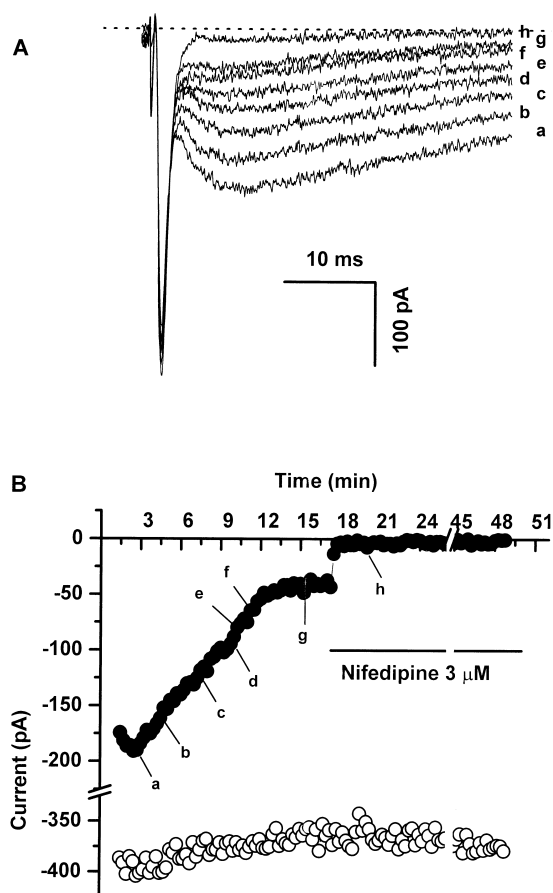 A
h
g
f
e
d
c
b
a
10 ms
100 pA
B
Time (min)
3 6 9 12 15 18 21 24 45 48 51
0
-50
-100
-150
-200
-350
-400
Current (pA)
e
f
g
h
d
c
b
a
Nifedipine 3 µM